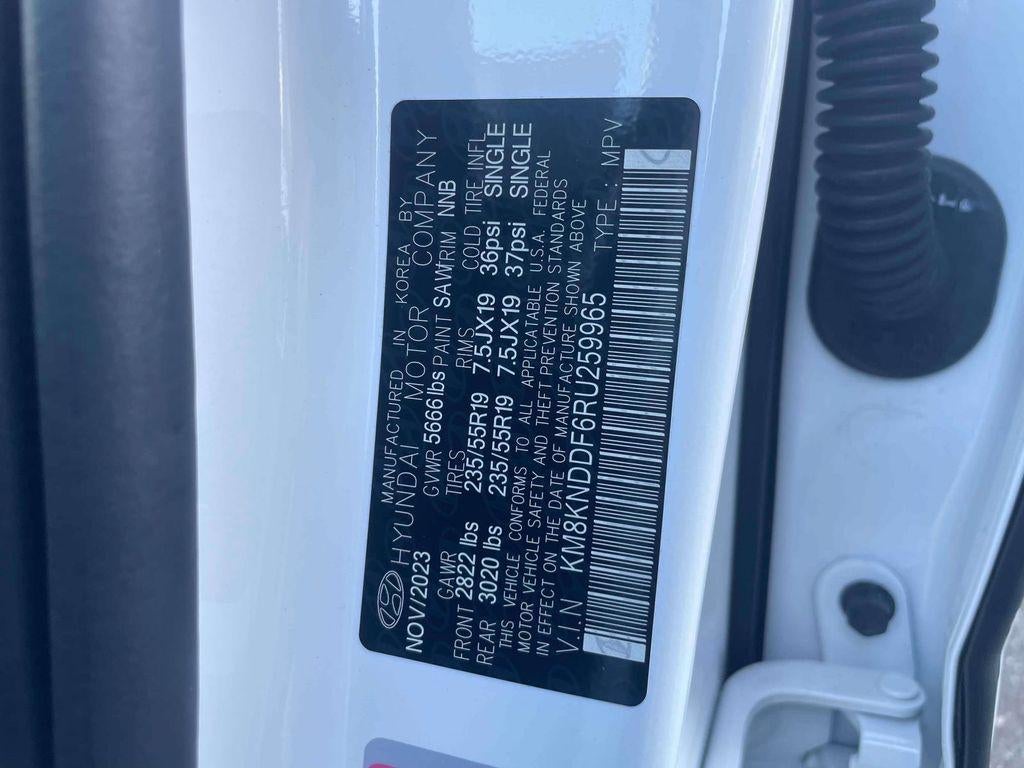 MANUFACTURED IN KOREA BY
HYUNDAI MOTOR COMPANY
NOV/2023 GVWR 5666lbs PAINT SAW TRIM NNB
GAWR TIRES RIMS COLD TIRE INFL
FRONT 2822 lbs 235/55R19 7.5JX19 36psi SINGLE
REAR 3020 lbs 235/55R19 7.5JX19 37psi SINGLE
THIS VEHICLE CONFORMS TO ALL APPLICATABLE U.S.A. FEDERAL
MOTOR VEHICLE SAFETY AND THEFT PREVENTION STANDARDS
IN EFFECT ON THE DATE OF MANUFACTURE SHOWN ABOVE
V.I.N : KM8KNDDF6RU259965 TYPE : MPV